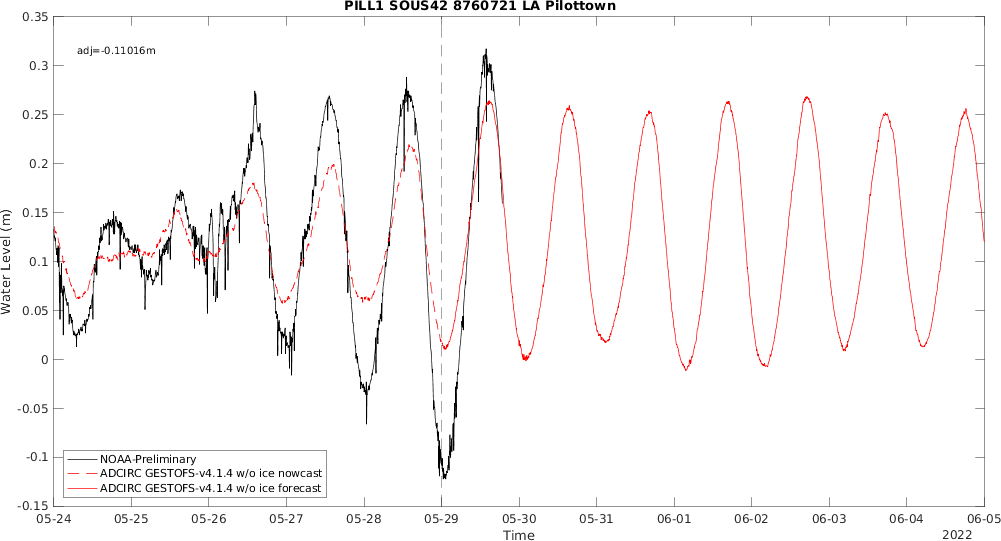 PILL1 SOUS42 8760721 LA Pilottown
adj=-0.11016m
0.35
0.3
0.25
0.2
0.15
0.1
0.05
0
-0.05
-0.1
-0.15
Water Level (m)
NOAA-Preliminary
ADCIRC GESTOFS-v4.1.4 w/o ice nowcast
ADCIRC GESTOFS-v4.1.4 w/o ice forecast
05-24 05-25 05-26 05-27 05-28 05-29 05-30 05-31 06-01 06-02 06-03 06-04 06-05
Time
2022